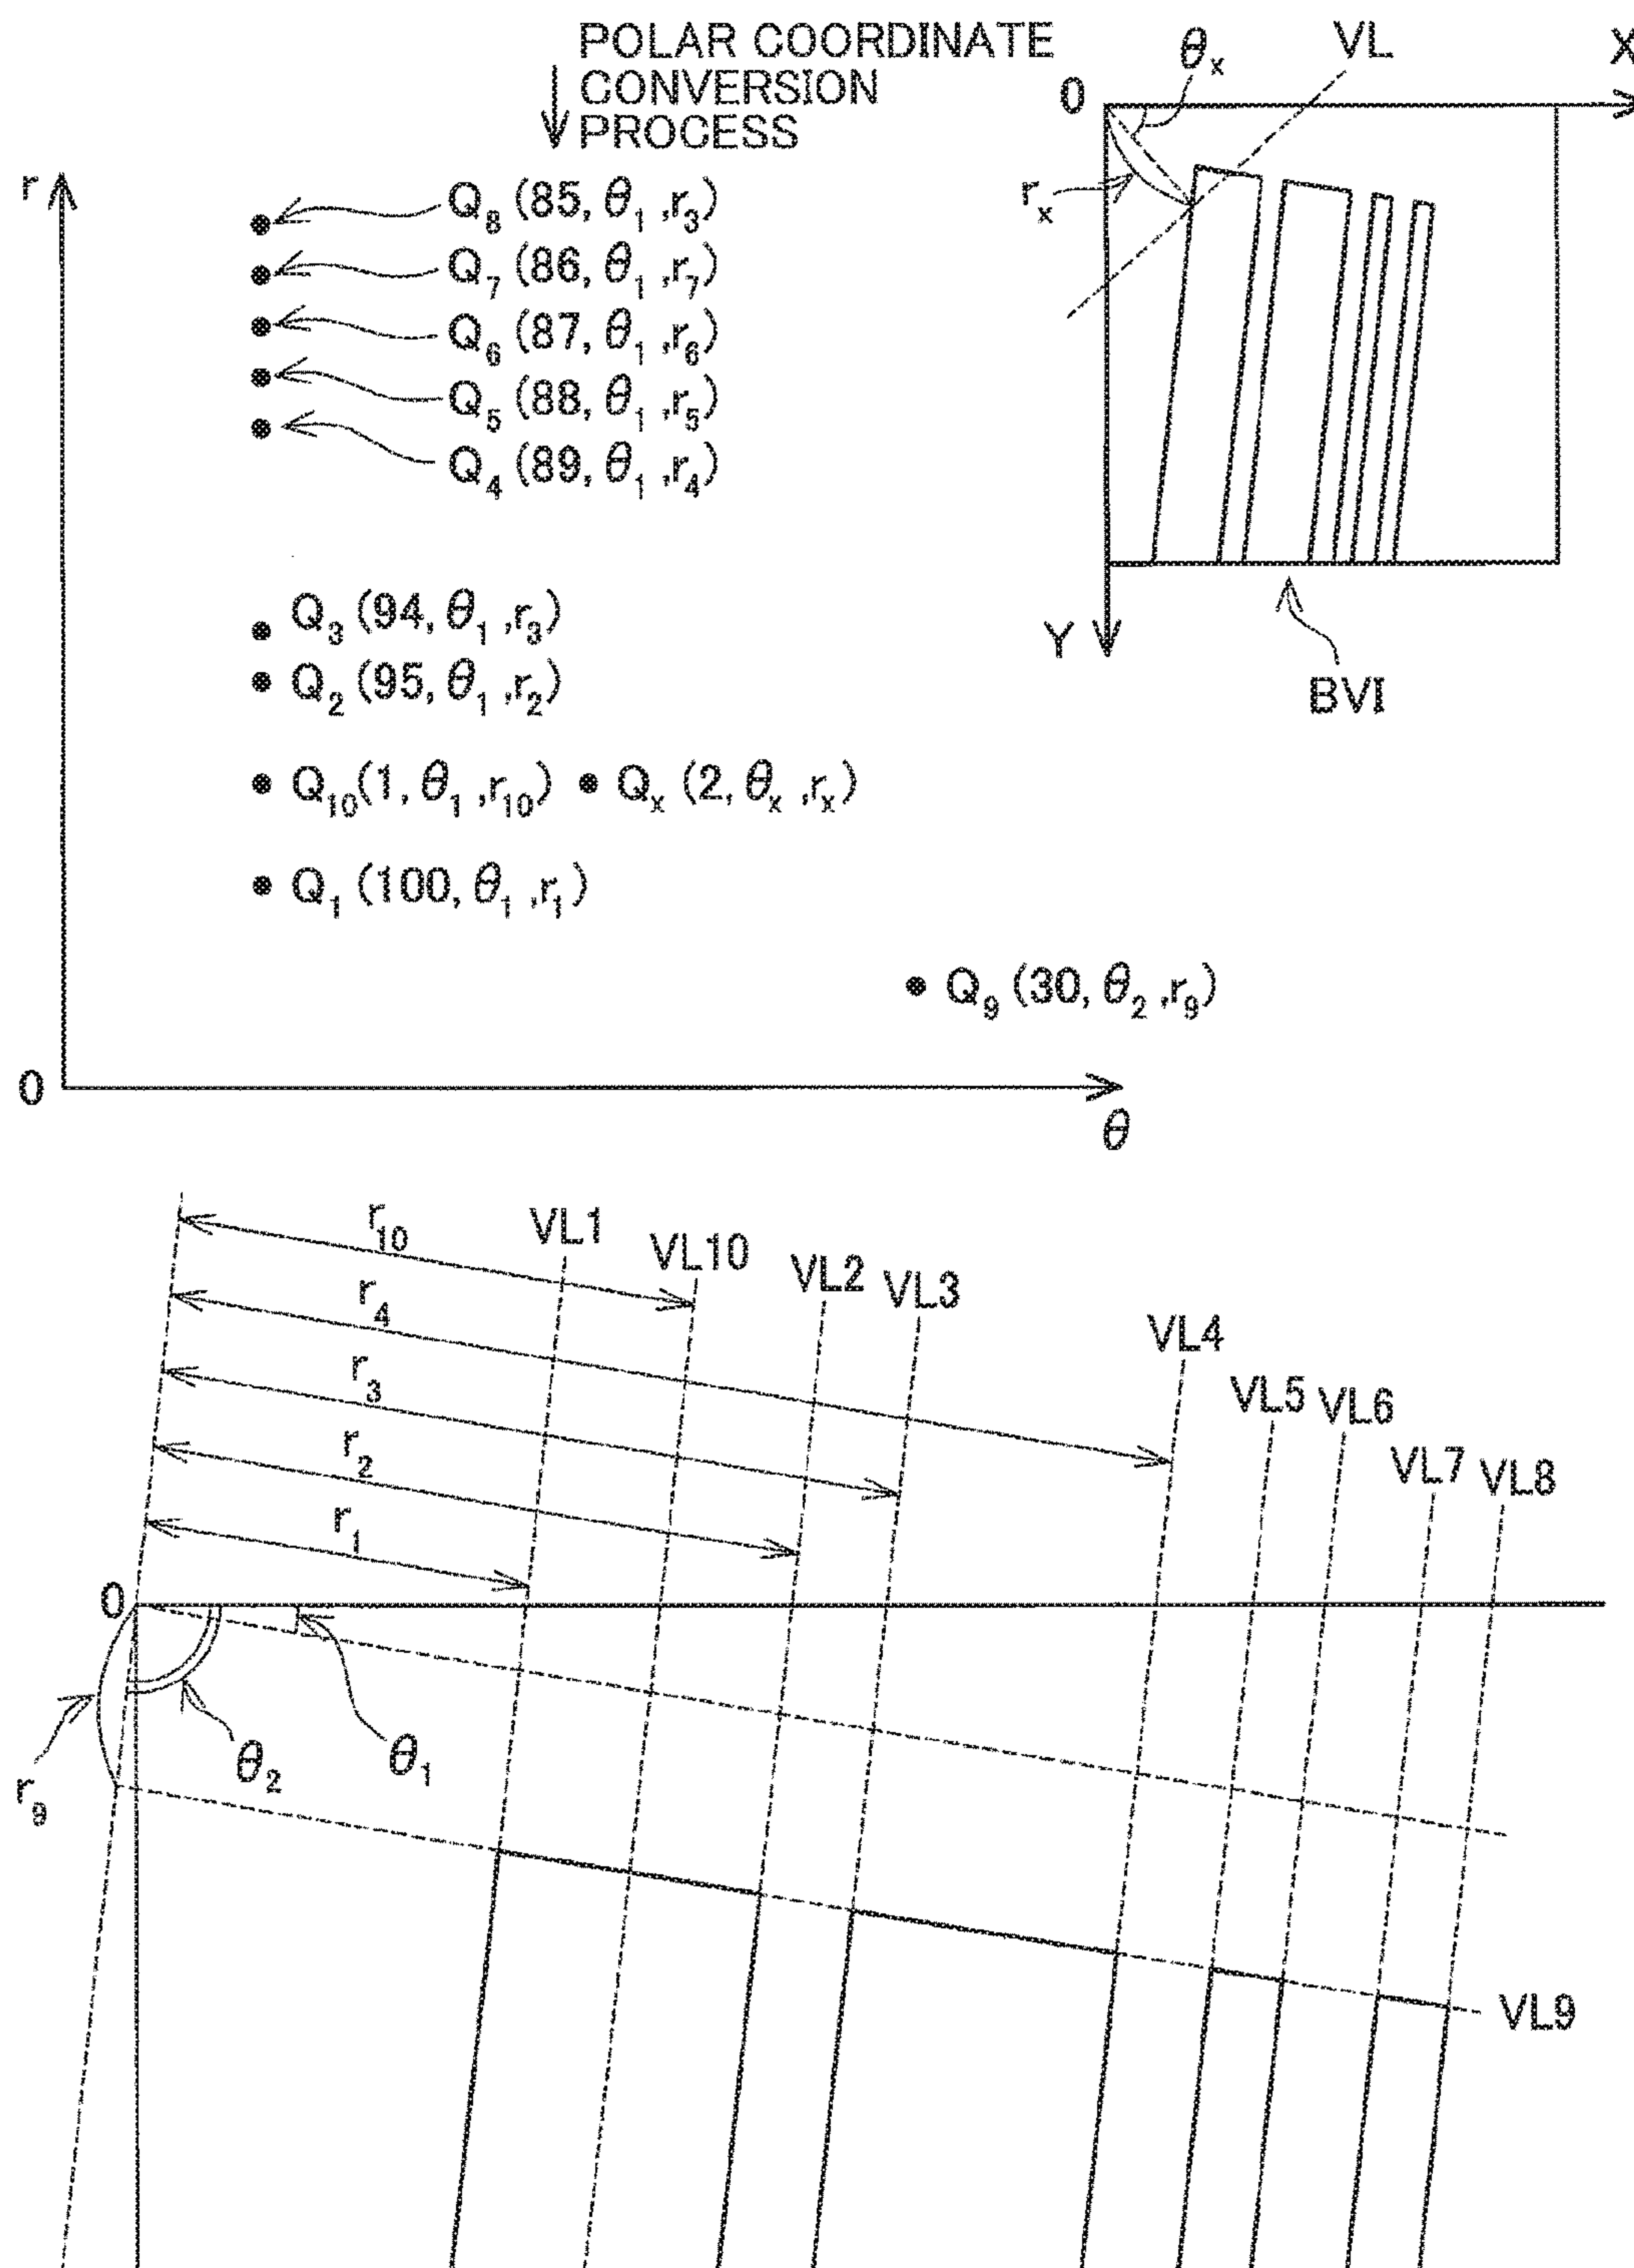 POLAR COORDINATE
CONVERSION
PROCESS
θx
VL
X
0
rx
Y
BVI
r
Q8 (85, θ1 ,r3)
Q7 (86, θ1 ,r7)
Q6 (87, θ1 ,r6)
Q5 (88, θ1 ,r5)
Q4 (89, θ1 ,r4)
Q3 (94, θ1 ,r3)
Q2 (95, θ1 ,r2)
Q10(1, θ1 ,r10) Qx (2, θx ,rx)
Q1 (100, θ1 ,r1)
Q9 (30, θ2 ,r9)
0
θ
r10
VL1
VL10
VL2
VL3
r4
VL4
r3
VL5
VL6
r2
VL7
VL8
r1
0
θ2
θ1
r9
VL9